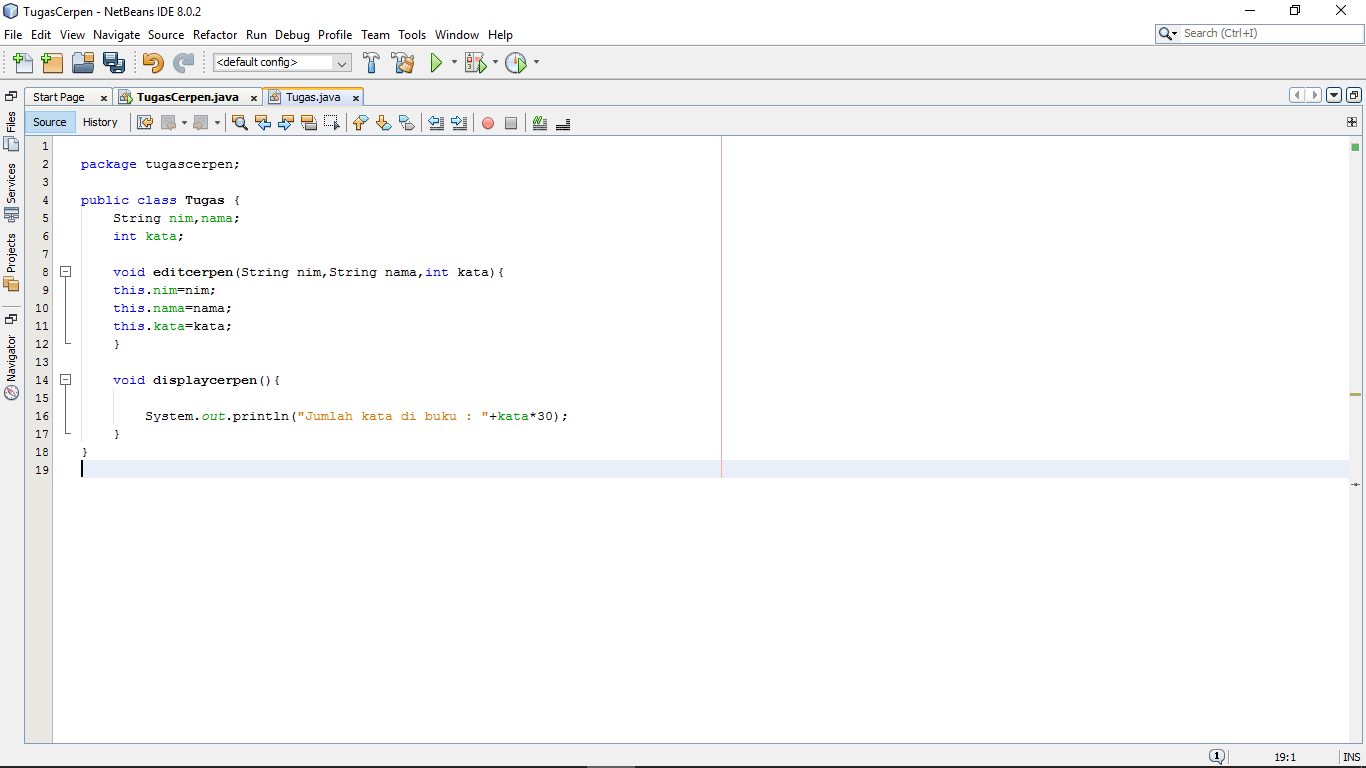 TugasCerpen - NetBeans IDE 8.0.2
File Edit View Navigate Source Refactor Run Debug Profile Team Tools Window Help
Search (Ctrl+I)
<default config>
Start Page x TugasCerpen.java x Tugas.java x
Source History
Files
Services
Projects
Navigator
1
2 package tugascerpen;
3
4 public class Tugas {
5 String nim,nama;
6 int kata;
7
8 void editcerpen(String nim,String nama,int kata){
9 this.nim=nim;
10 this.nama=nama;
11 this.kata=kata;
12 }
13
14 void displaycerpen(){
15
16 System.out.println("Jumlah kata di buku : "+kata*30);
17 }
18 }
19
1 19:1 INS